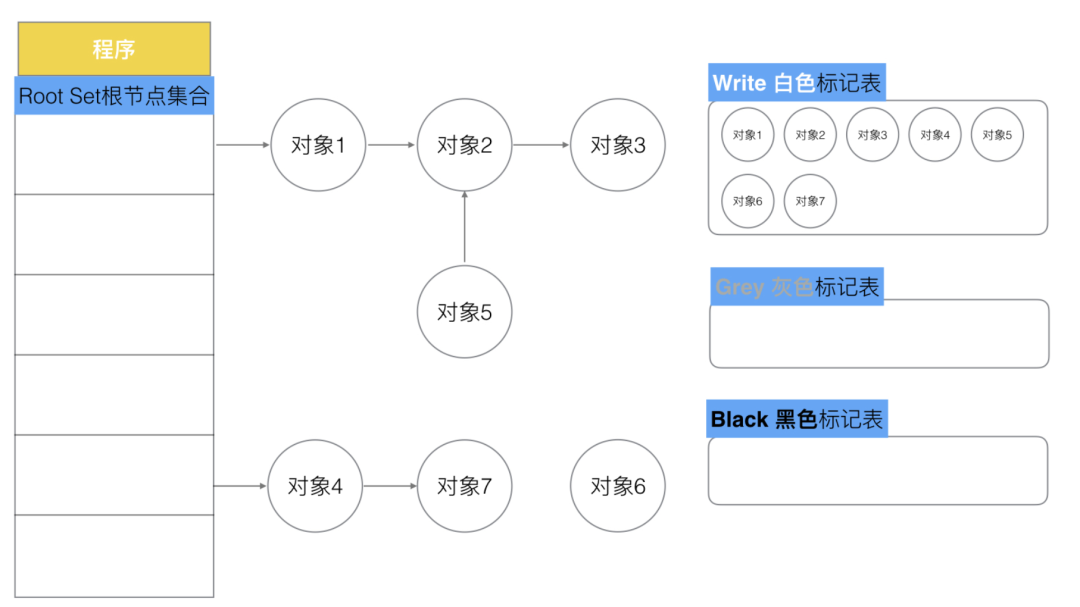 程序
Root Set根节点集合
对象1
对象2
对象3
对象5
对象4
对象7
对象6
Write 白色标记表
对象1
对象2
对象3
对象4
对象5
对象6
对象7
Grey 灰色标记表
Black 黑色标记表